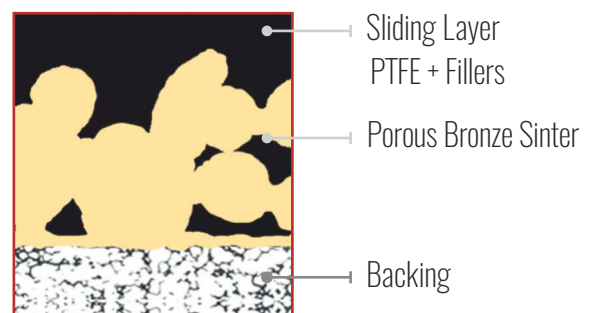 Sliding Layer
PTFE + Fillers
Porous Bronze Sinter
Backing